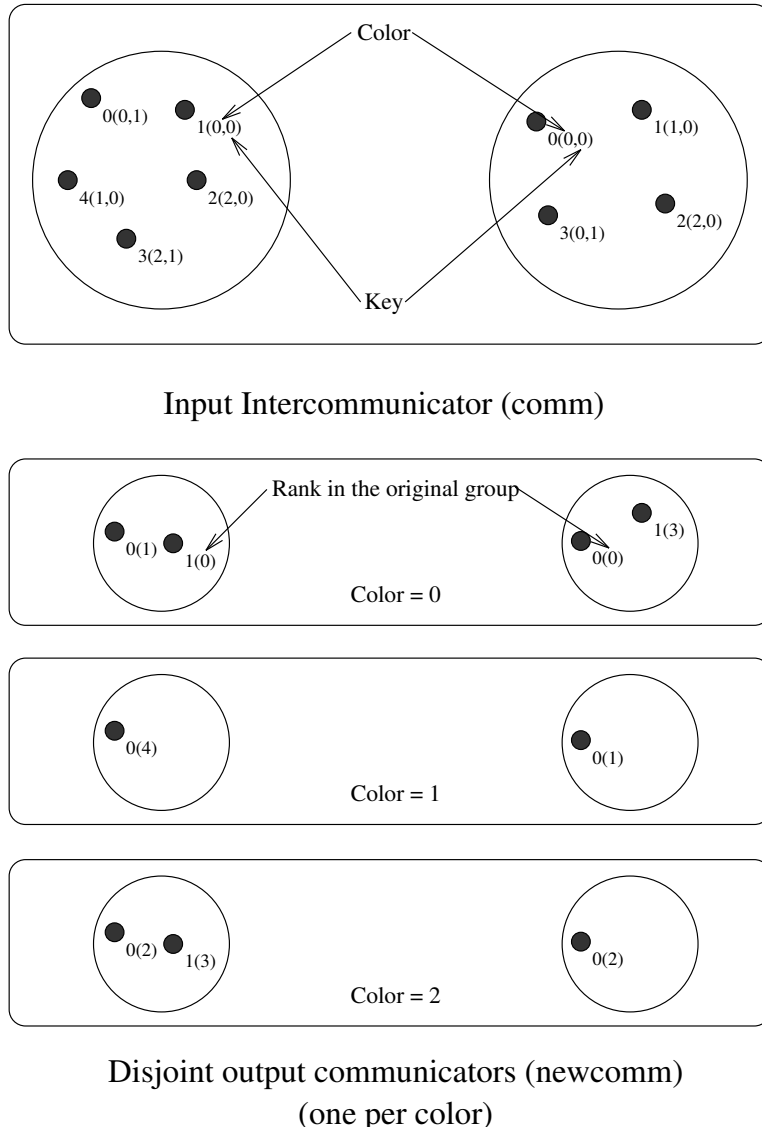 Color
0(0,1)
1(0,0)
0(0,0)
1(1,0)
4(1,0)
2(2,0)
3(0,1)
2(2,0)
3(2,1)
Key
Input Intercommunicator (comm)
Rank in the original group
0(1)
1(0)
0(0)
1(3)
Color = 0
0(4)
0(1)
Color = 1
0(2)
1(3)
0(2)
Color = 2
Disjoint output communicators (newcomm)
(one per color)